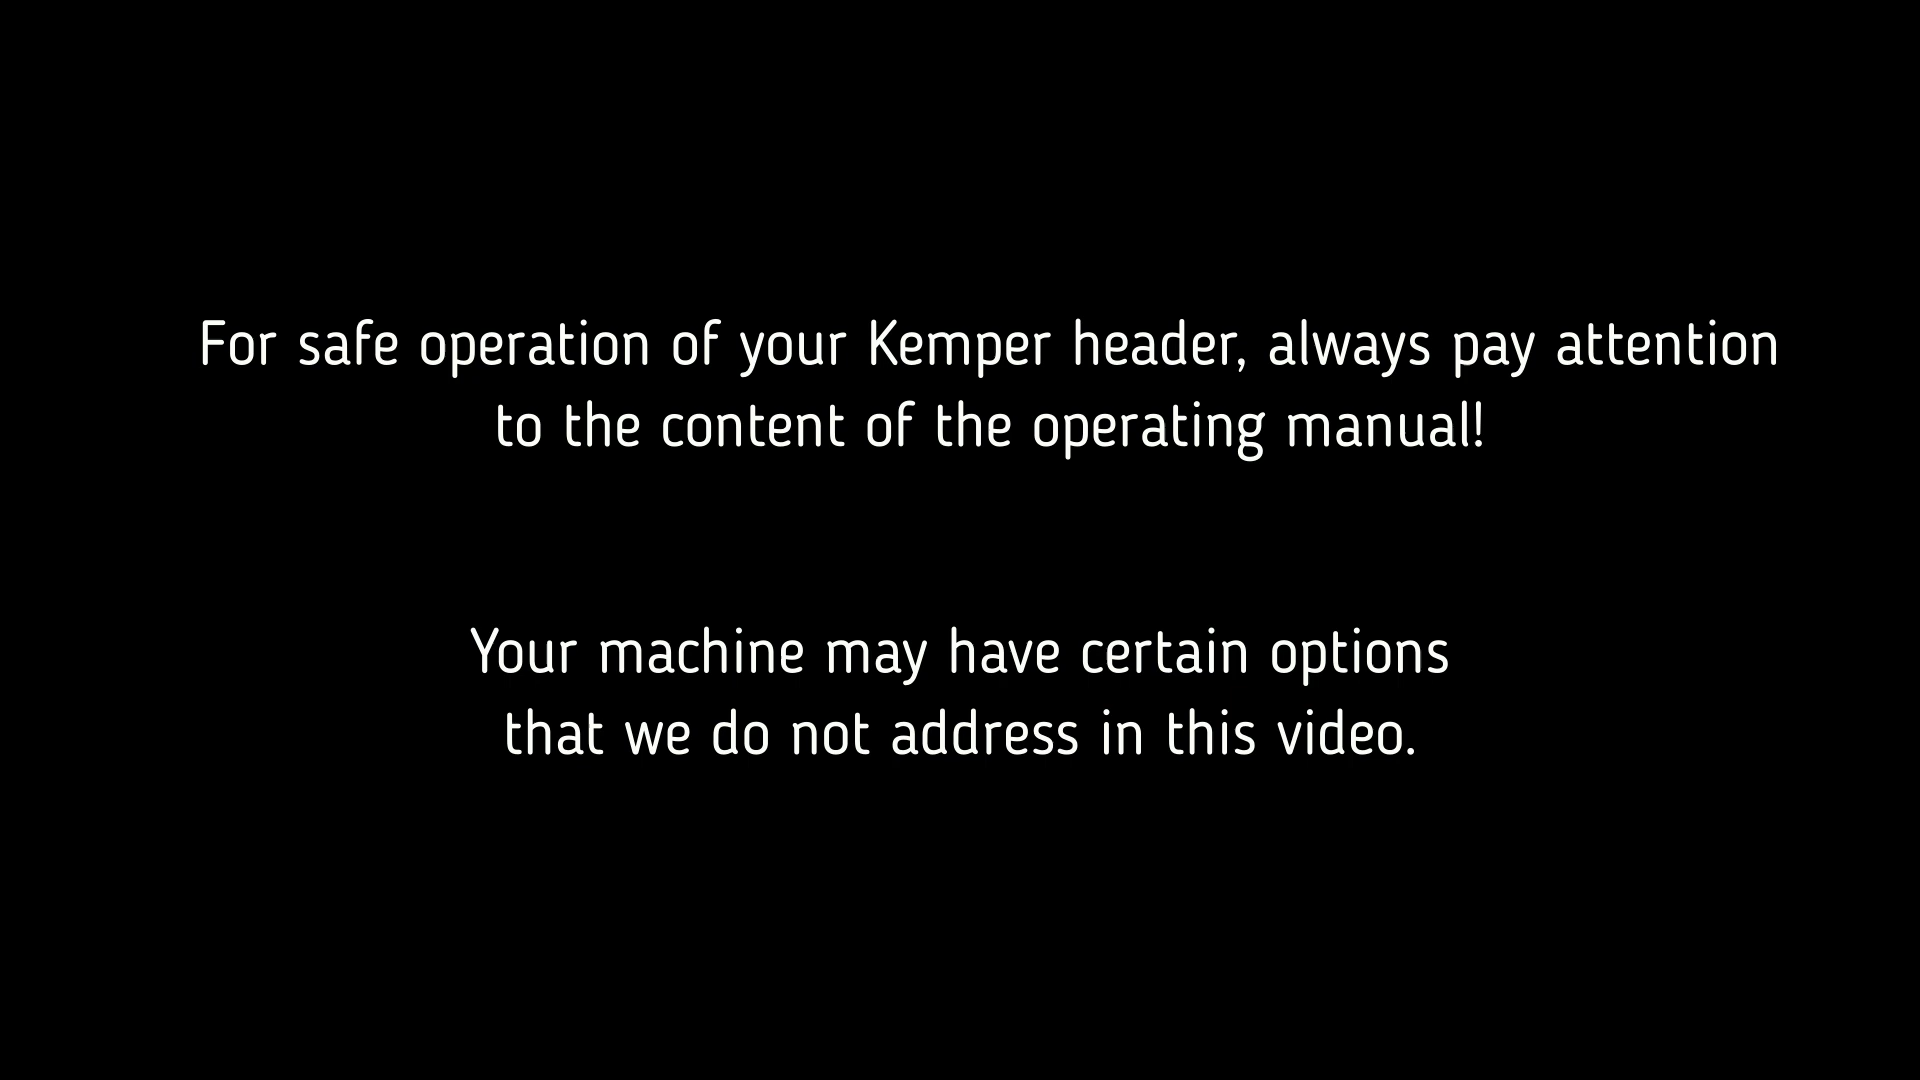 For safe operation of your Kemper header, always pay attention
to the content of the operating manual!
Your machine may have certain options
that we do not address in this video.